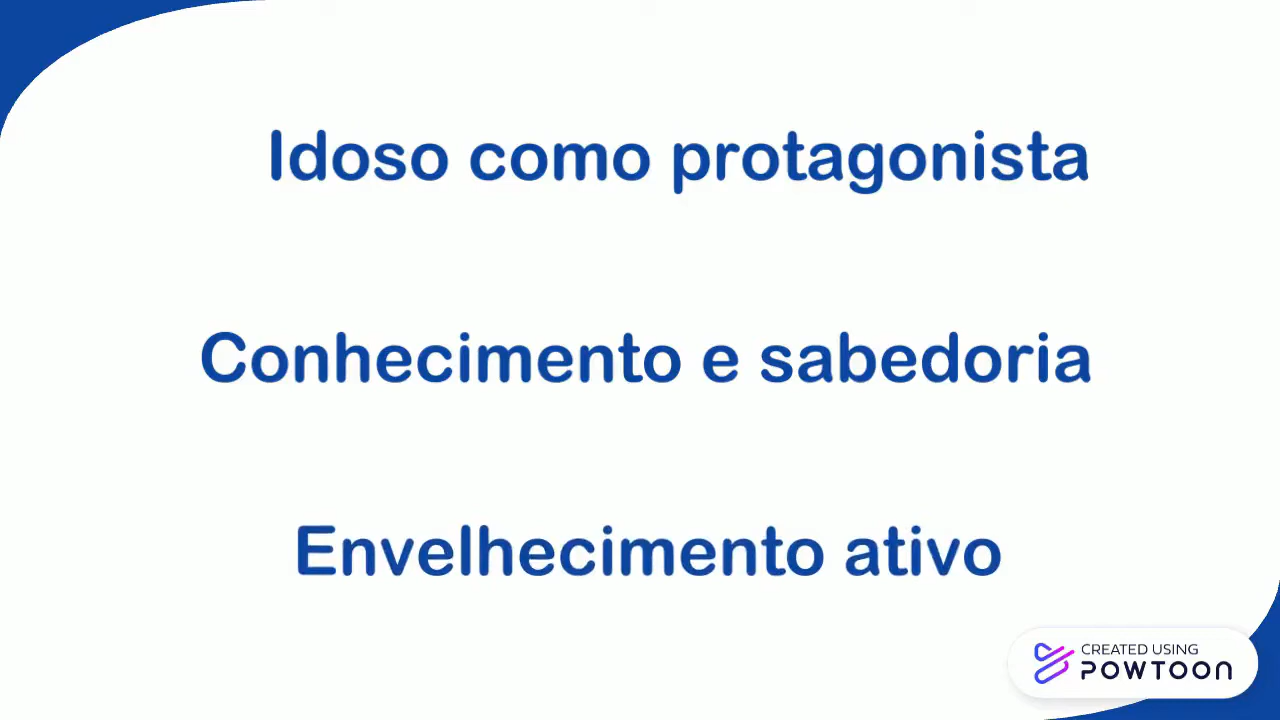 Idoso como protagonista
Conhecimento e sabedoria
Envelhecimento ativo
CREATED USING
POWTOON